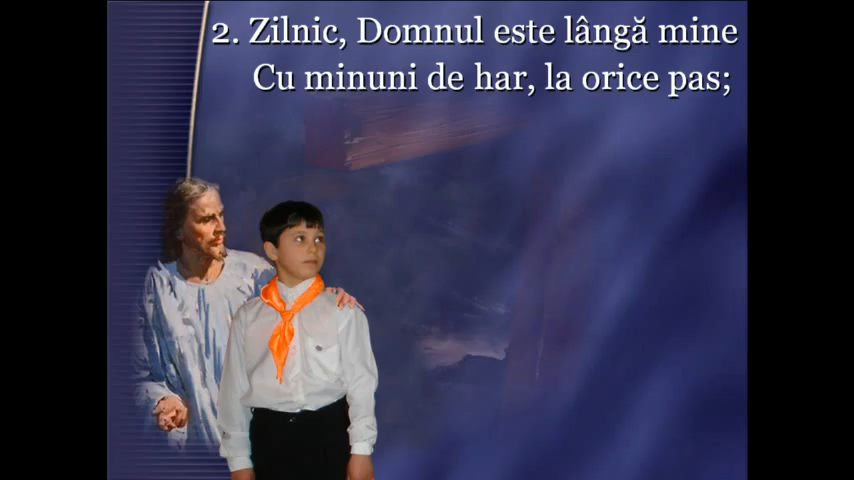 2. Zilnic, Domnul este lângă mine
Cu minuni de har, la orice pas;